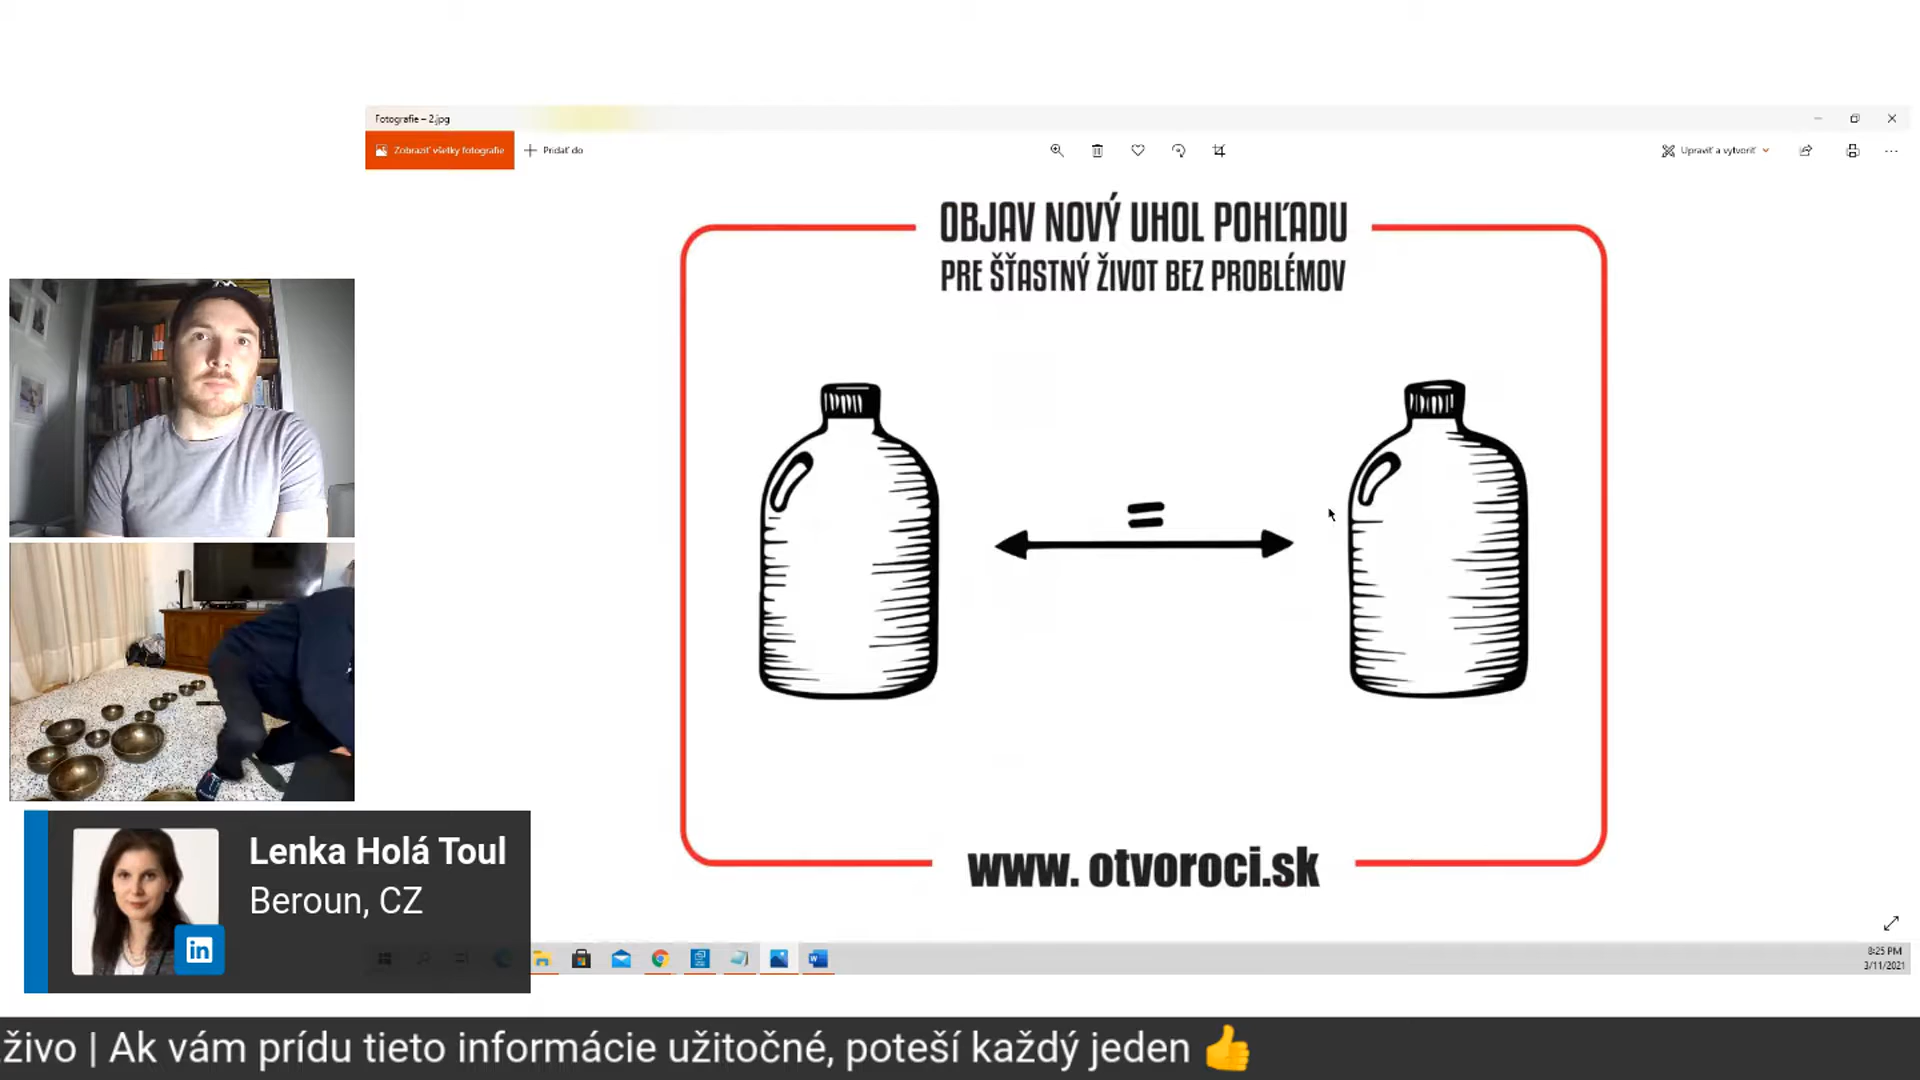 Fotografie – 2.jpg
Zobraziť všetky fotografie
Pridať do
Upraviť a vytvoriť
OBJAV NOVÝ UHOL POHĽADU
PRE ŠŤASTNÝ ŽIVOT BEZ PROBLÉMOV
=
www. otvoroci.sk
Lenka Holá Toul
Beroun, CZ
in
8:25 PM
3/11/2021
živo | Ak vám prídu tieto informácie užitočné, poteší každý jeden 👍